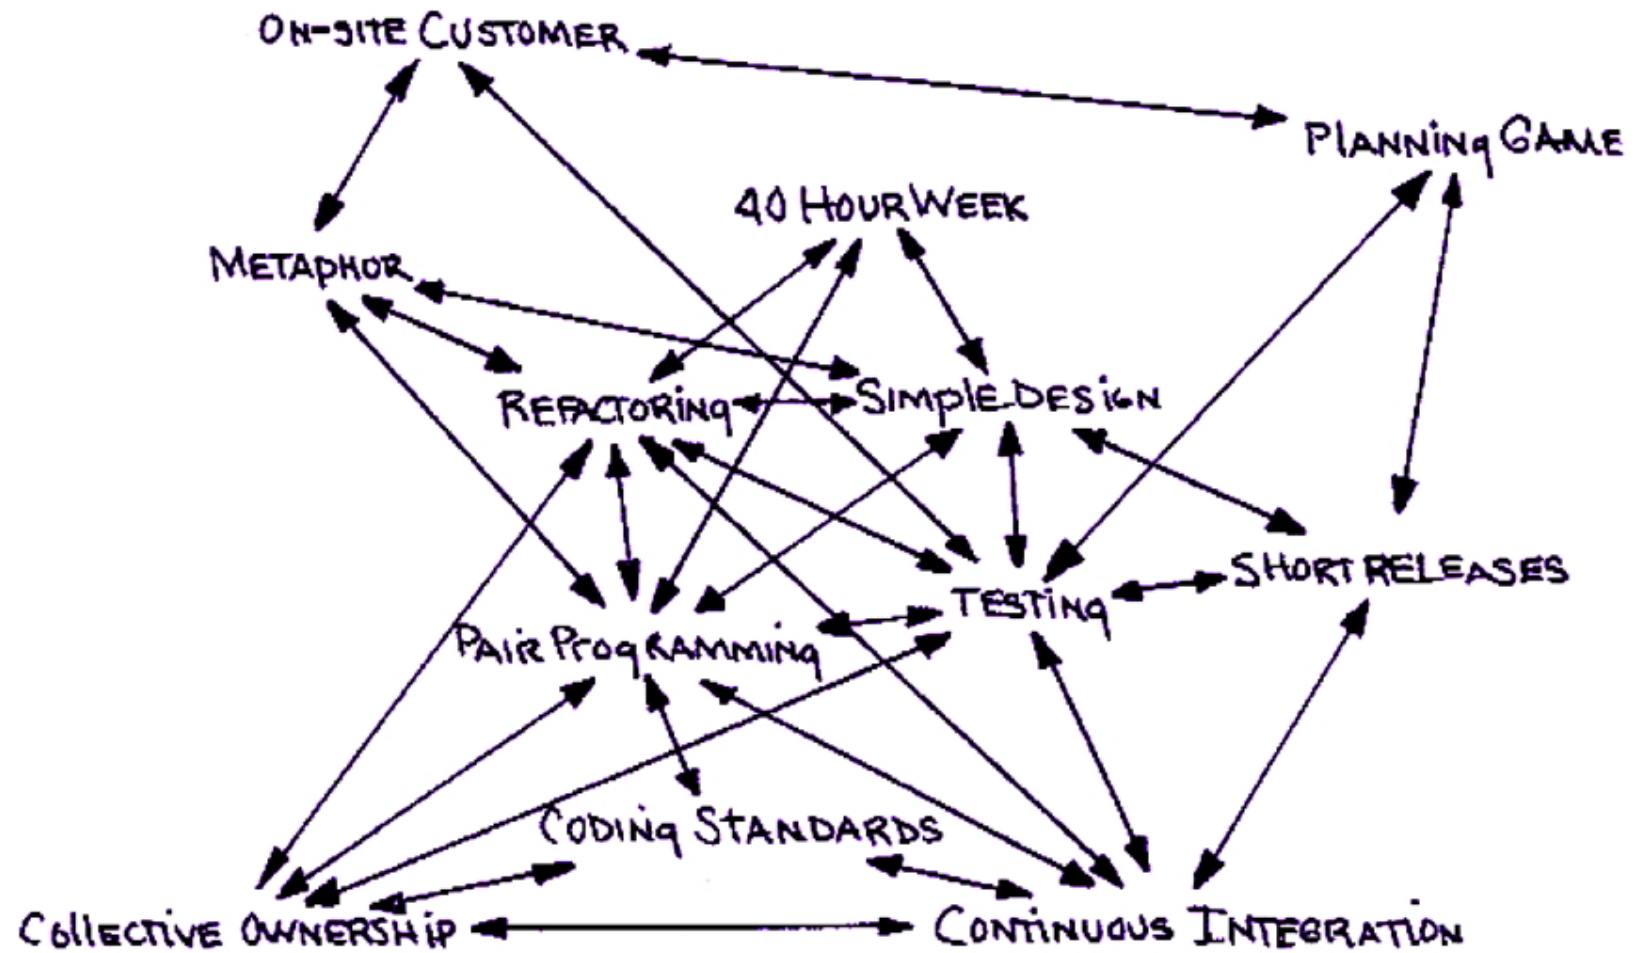 On-site Customer
Planning Game
40 Hour Week
Metaphor
Refactoring
Simple Design
Short Releases
Testing
Pair Programming
Coding Standards
Collective Ownership
Continuous Integration